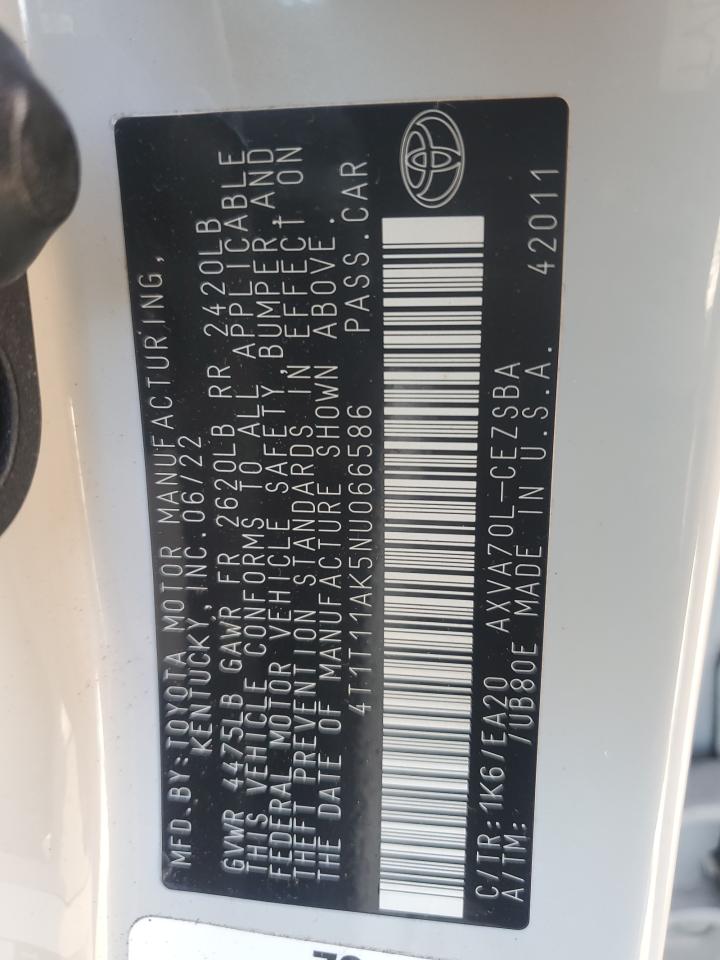 MFD.BY:TOYOTA MOTOR MANUFACTURING,
KENTUCKY,INC.06/22
GVWR 4475LB GAWR FR 2620LB RR 2420LB
THIS VEHICLE CONFORMS TO ALL APPLICABLE
FEDERAL MOTOR VEHICLE SAFETY,BUMPER,AND
THEFT PREVENTION STANDARDS IN EFFECT ON
THE DATE OF MANUFACTURE SHOWN ABOVE.
4T1T11AK5NU066586 PASS.CAR
C/TR:1K6/EA20 AXVA70L-CEZSBA 42011
A/TM: /UB80E MADE IN U.S.A.